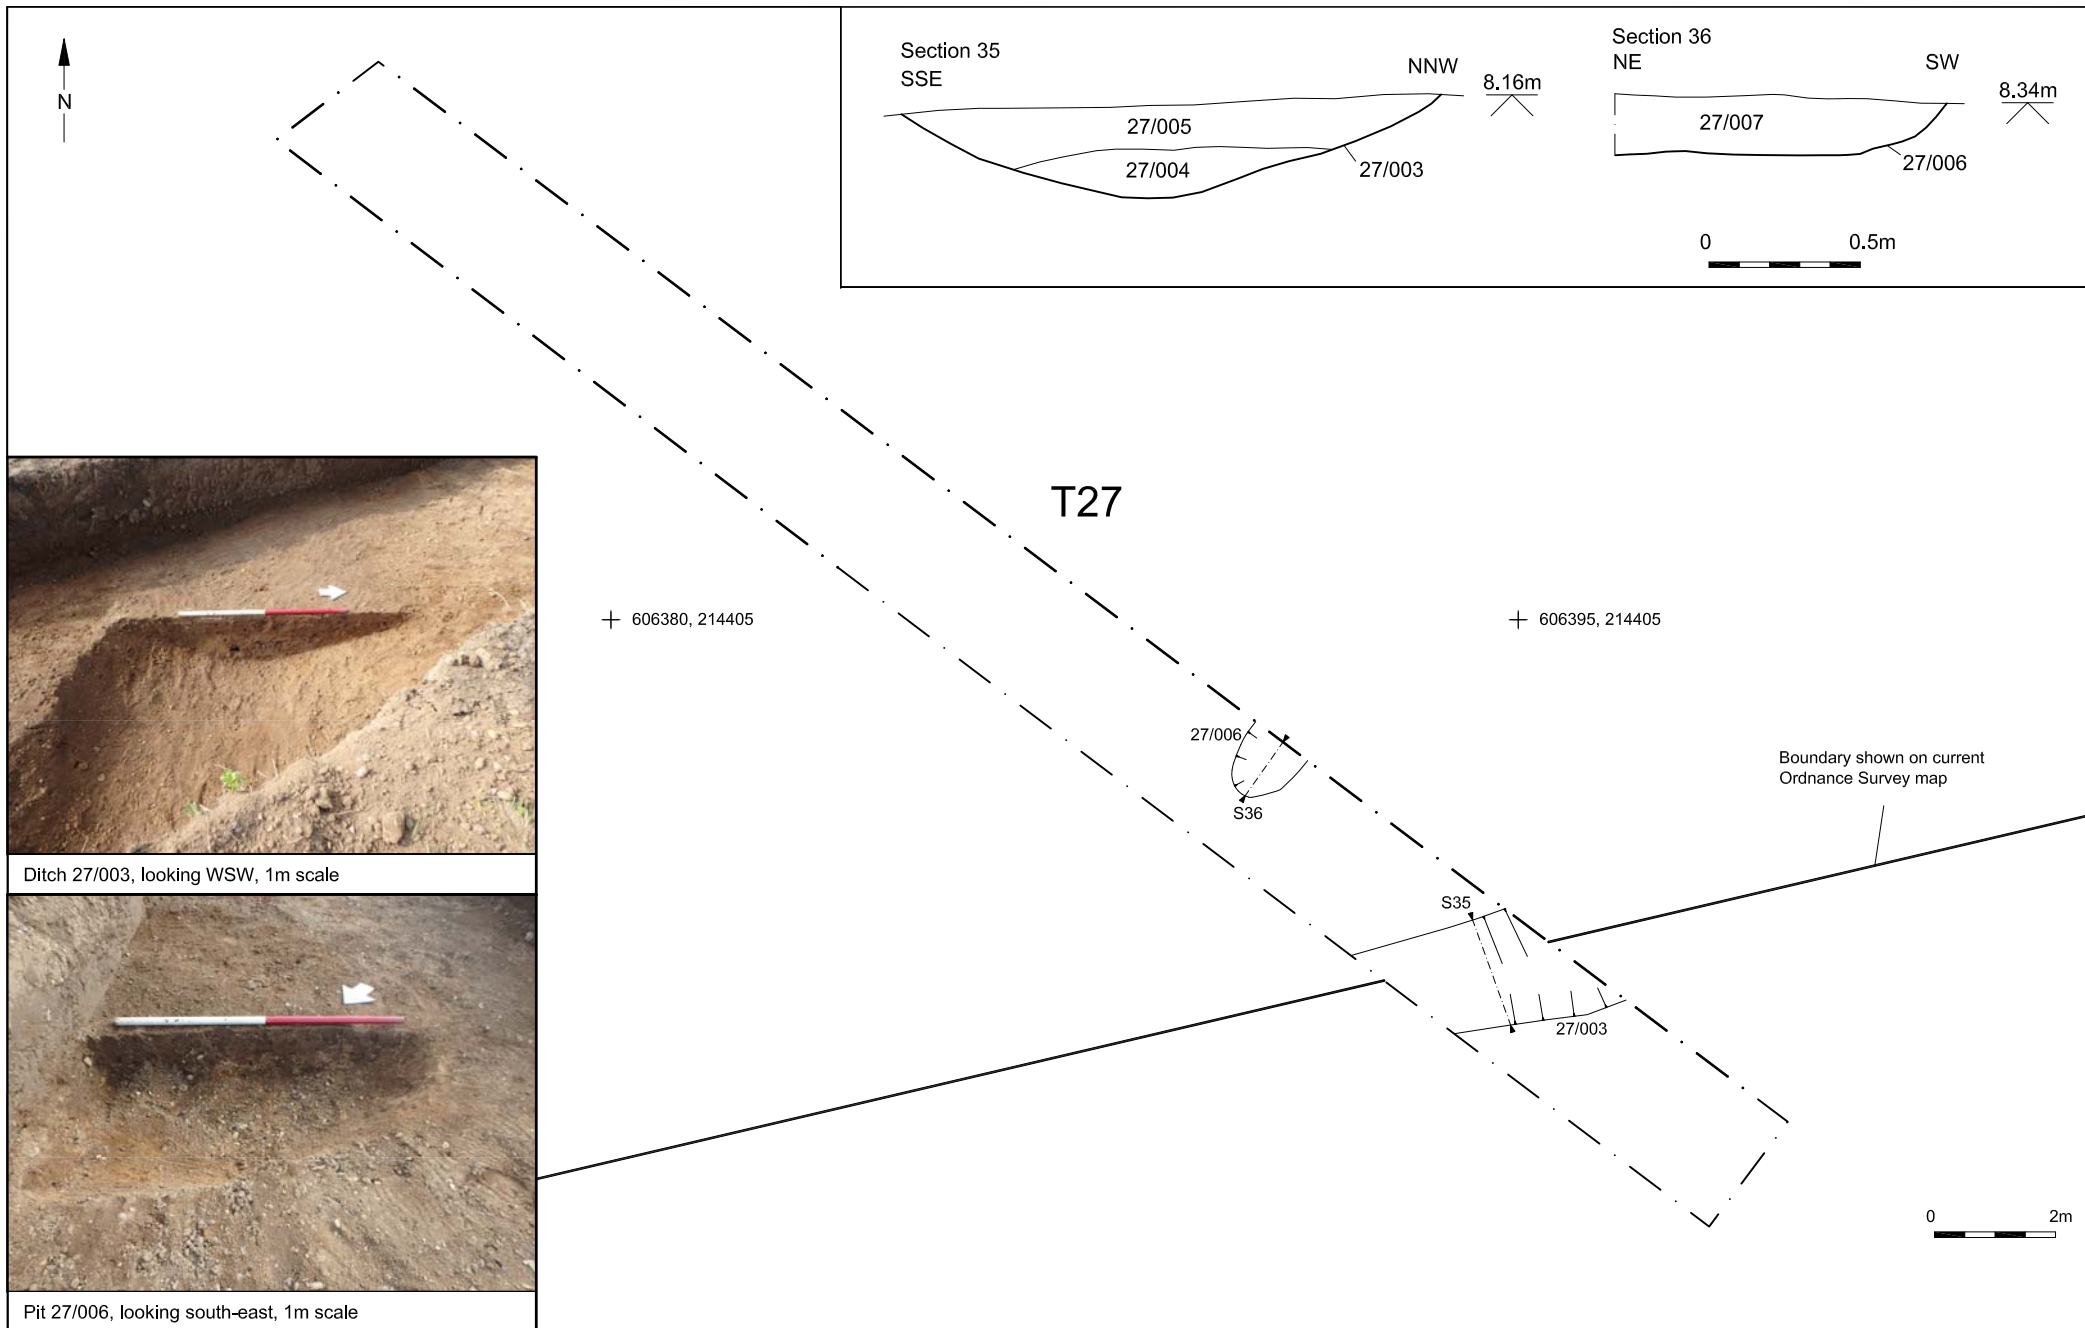 N
Section 35
SSE
NNW
8.16m
27/005
27/004
27/003
Section 36
NE
SW
8.34m
27/007
27/006
0 0.5m
T27
606380, 214405
606395, 214405
27/006
S36
Boundary shown on current
Ordnance Survey map
S35
27/003
Ditch 27/003, looking WSW, 1m scale
Pit 27/006, looking south-east, 1m scale
0 2m